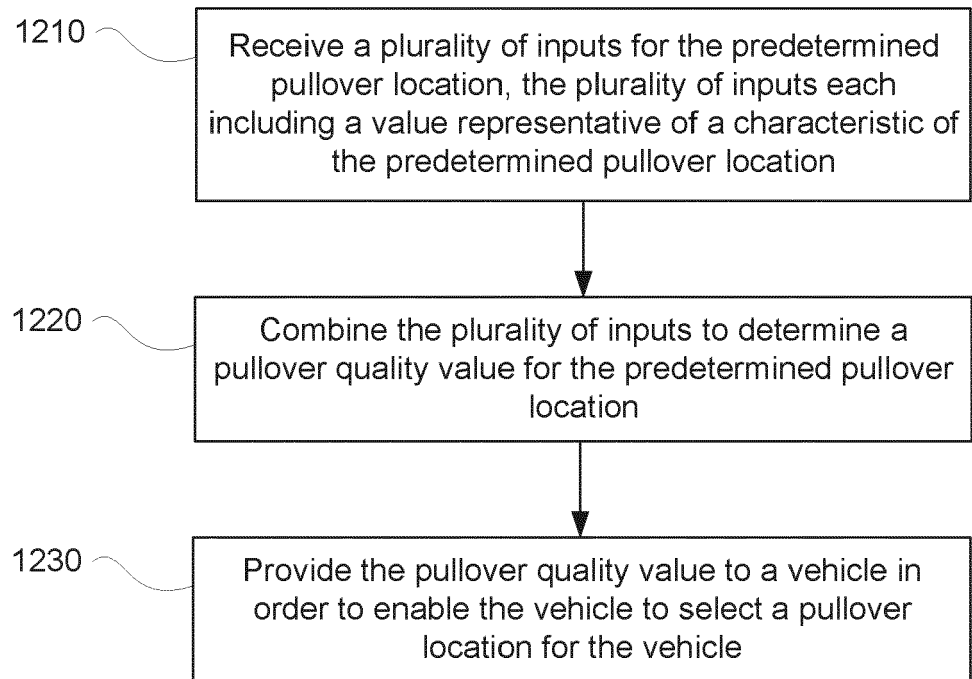 1210
Receive a plurality of inputs for the predetermined
pullover location, the plurality of inputs each
including a value representative of a characteristic of
the predetermined pullover location
1220
Combine the plurality of inputs to determine a
pullover quality value for the predetermined pullover
location
1230
Provide the pullover quality value to a vehicle in
order to enable the vehicle to select a pullover
location for the vehicle